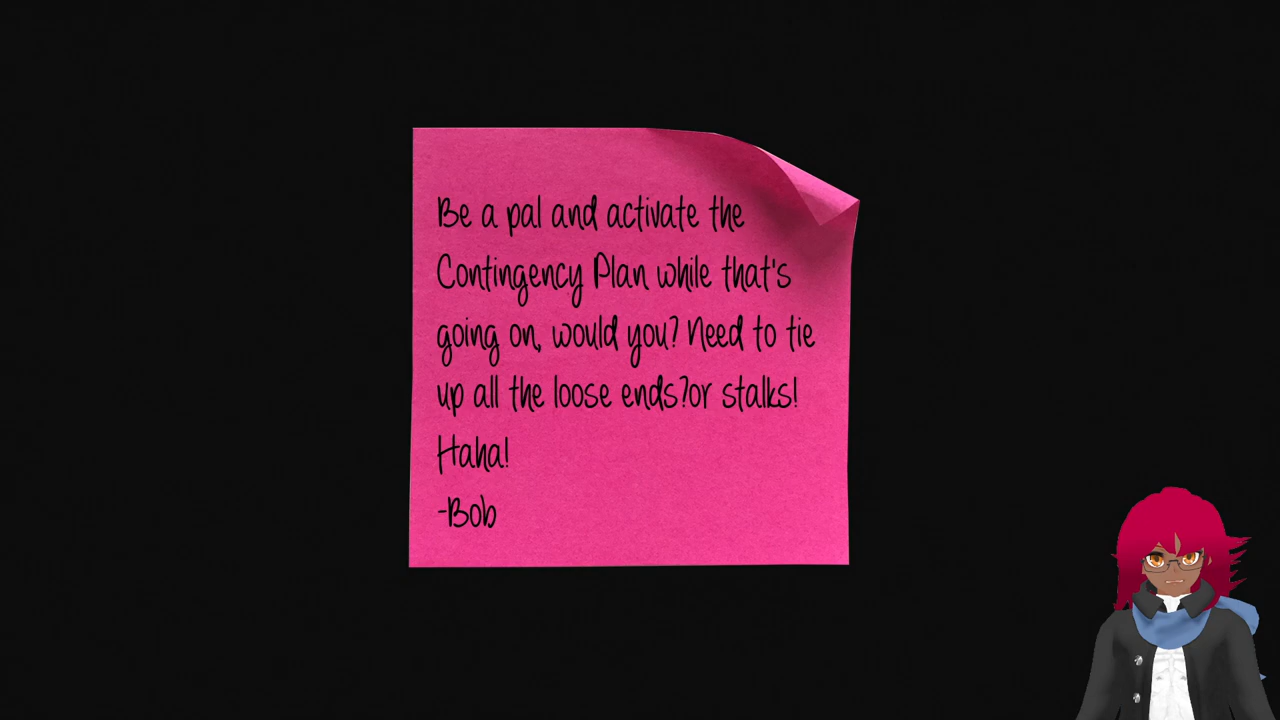 Be a pal and activate the
Contingency Plan while that's
going on, would you? Need to tie
up all the loose ends?or stalks!
Haha!
-Bob